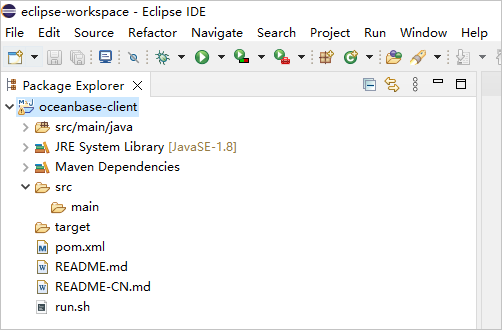 eclipse-workspace - Eclipse IDE
File Edit Source Refactor Navigate Search Project Run Window Help
Package Explorer
oceanbase-client
src/main/java
JRE System Library [JavaSE-1.8]
Maven Dependencies
src
main
target
pom.xml
README.md
README-CN.md
run.sh